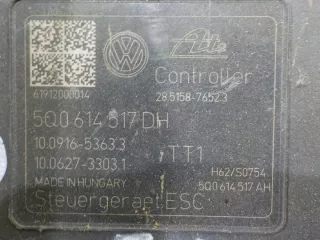 Ate
Controller
61912000014
28.5158-7652.3
5Q0 614 517 DH
10.0916-5363.3
10.0627-3303.1
TT1
H62/S0754
MADE IN HUNGARY
5Q0 614 517 AH
Steuergeraet ESC